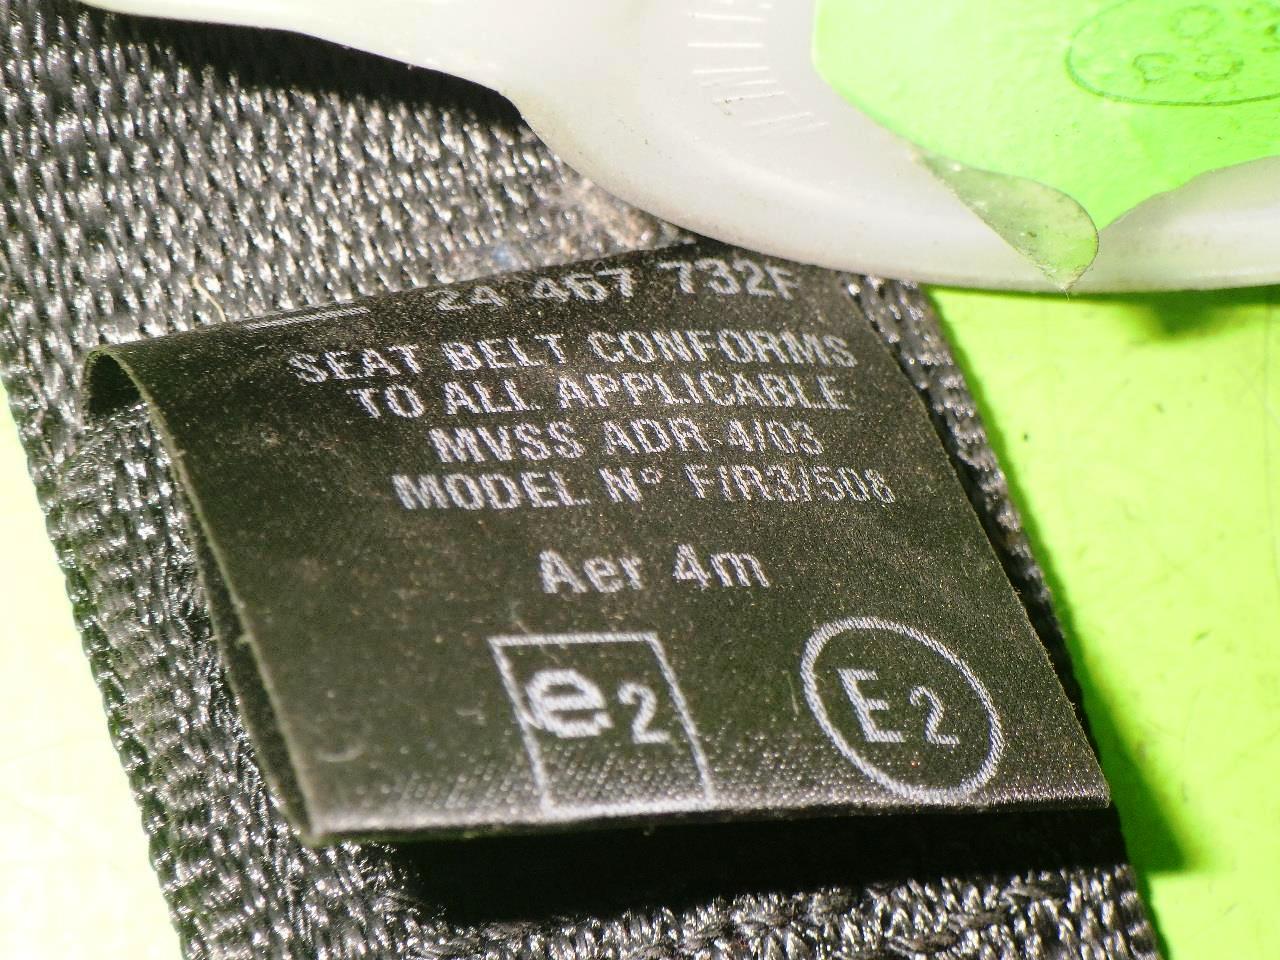 24 467 732F
SEAT BELT CONFORMS
TO ALL APPLICABLE
MVSS ADR 4/03
MODEL Nº F/R3/508
Aer 4m
e2
E2